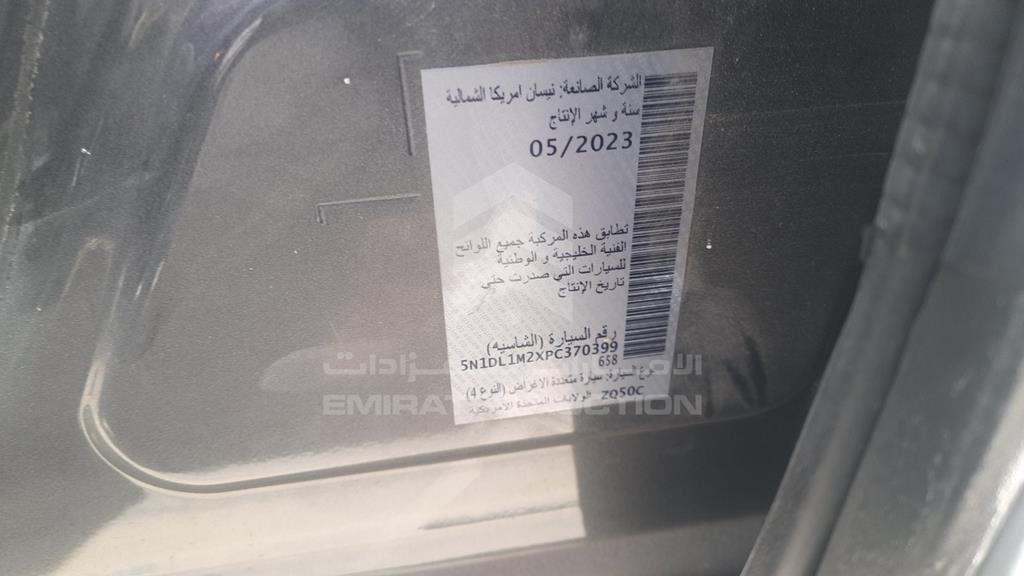 الشركة الصانعة: نيسان امريكا الشمالية
سنة و شهر الإنتاج
05/2023
تطابق هذه المركبة جميع اللوائح
الفنية الخليجية و الوطنية
للسيارات التي صدرت حتى
تاريخ الإنتاج
رقم السيارة (الشاسيه)
5N1DL1M2XPC370399
658
نوع سيارة: سيارة متعددة الاغراض (النوع 4)
ZQ50C الولايات المتحدة الأمريكية
EMIRATES AUCTION